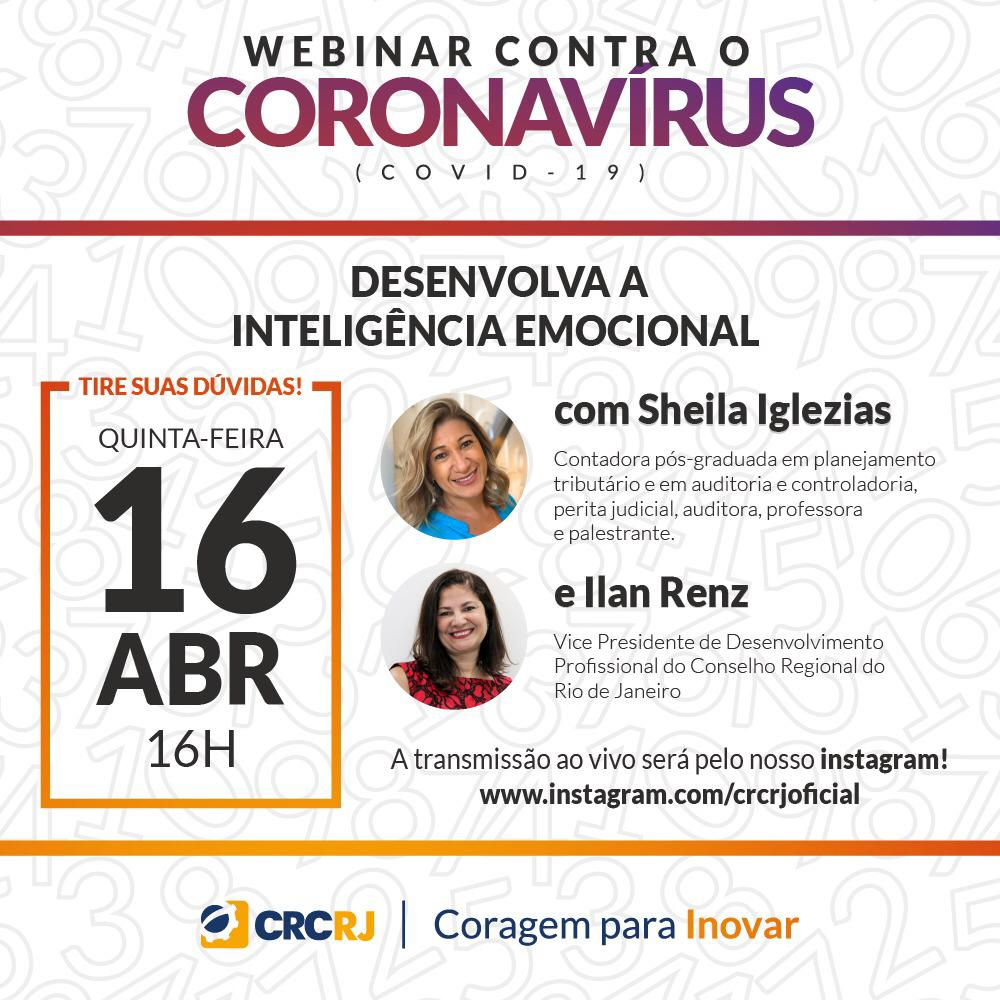 WEBINAR CONTRA O
CORONAVÍRUS
(COVID-19)
DESENVOLVA A
INTELIGÊNCIA EMOCIONAL
TIRE SUAS DÚVIDAS!
QUINTA-FEIRA
16
ABR
16H
com Sheila Iglezias
Contadora pós-graduada em planejamento
tributário e em auditoria e controladoria,
perita judicial, auditora, professora
e palestrante.
e Ilan Renz
Vice Presidente de Desenvolvimento
Profissional do Conselho Regional do
Rio de Janeiro
A transmissão ao vivo será pelo nosso instagram!
www.instagram.com/crcrjoficial
CRCRJ | Coragem para Inovar